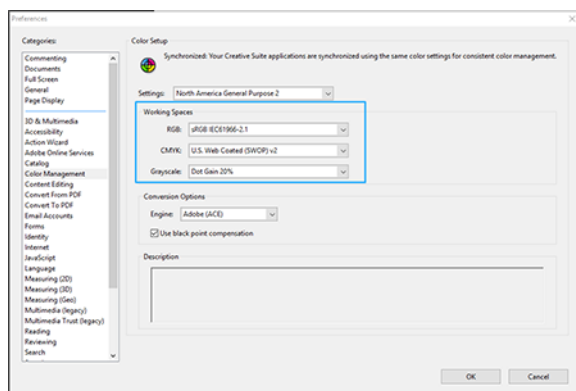 Preferences
Categories:
Commenting
Documents
Full Screen
General
Page Display
3D & Multimedia
Accessibility
Action Wizard
Adobe Online Services
Catalog
Color Management
Content Editing
Convert From PDF
Convert To PDF
Email Accounts
Forms
Identity
Internet
JavaScript
Language
Measuring (2D)
Measuring (3D)
Measuring (Geo)
Multimedia (legacy)
Multimedia Trust (legacy)
Reading
Reviewing
Search
Color Setup
Synchronized: Your Creative Suite applications are synchronized using the same color settings for consistent color management.
Settings: North America General Purpose 2
Working Spaces
RGB: sRGB IEC61966-2.1
CMYK: U.S. Web Coated (SWOP) v2
Grayscale: Dot Gain 20%
Conversion Options
Engine: Adobe (ACE)
Use black point compensation
Description
OK
Cancel